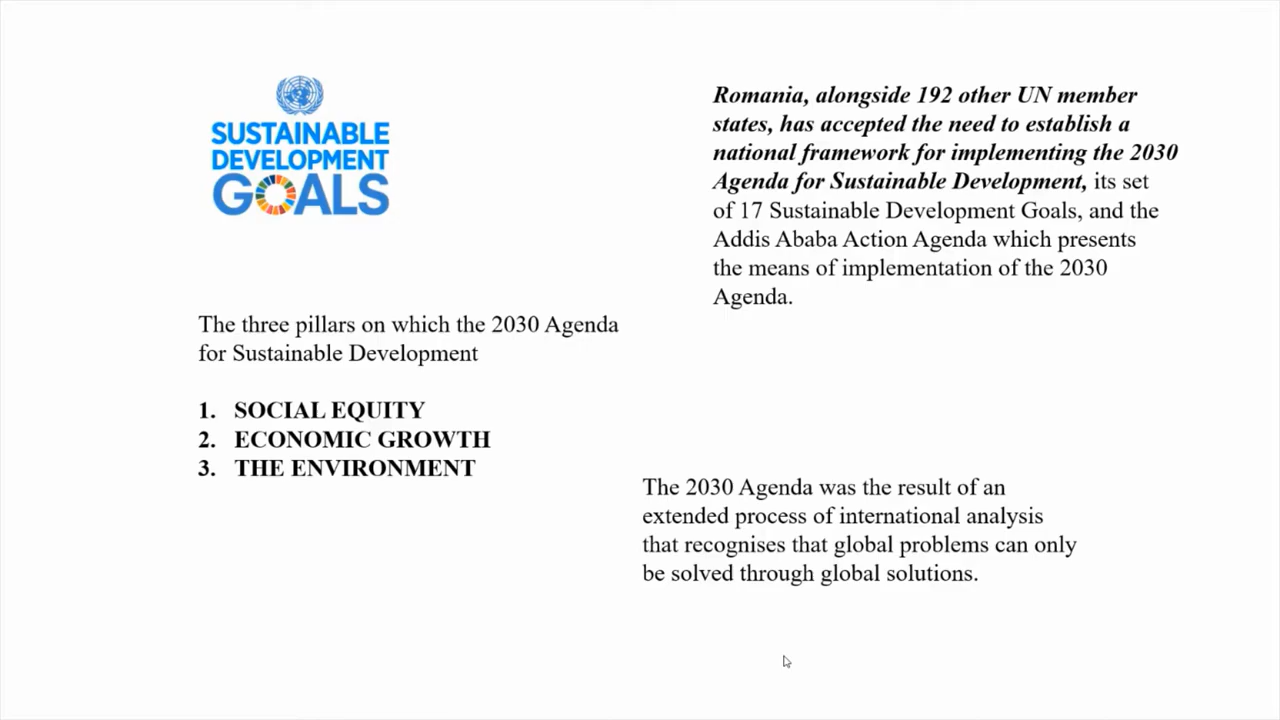 SUSTAINABLE
DEVELOPMENT
GOALS
The three pillars on which the 2030 Agenda
for Sustainable Development
1. SOCIAL EQUITY
2. ECONOMIC GROWTH
3. THE ENVIRONMENT
Romania, alongside 192 other UN member
states, has accepted the need to establish a
national framework for implementing the 2030
Agenda for Sustainable Development, its set
of 17 Sustainable Development Goals, and the
Addis Ababa Action Agenda which presents
the means of implementation of the 2030
Agenda.
The 2030 Agenda was the result of an
extended process of international analysis
that recognises that global problems can only
be solved through global solutions.